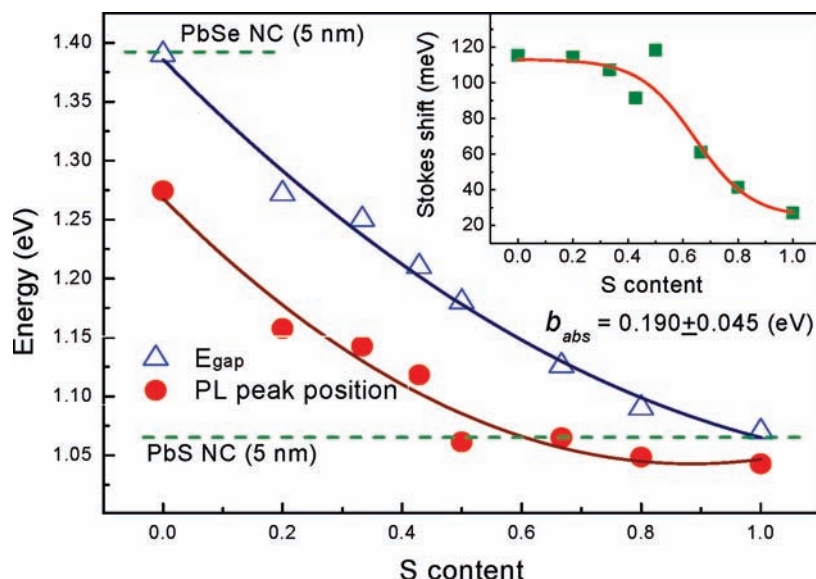 PbSe NC (5 nm)
1.40
1.35
1.30
1.25
1.20
1.15
1.10
1.05
Energy (eV)
0.0 0.2 0.4 0.6 0.8 1.0
S content
Egap
PL peak position
PbS NC (5 nm)
120
100
80
60
40
20
Stokes shift (meV)
0.0 0.2 0.4 0.6 0.8 1.0
S content
b_abs = 0.190±0.045 (eV)